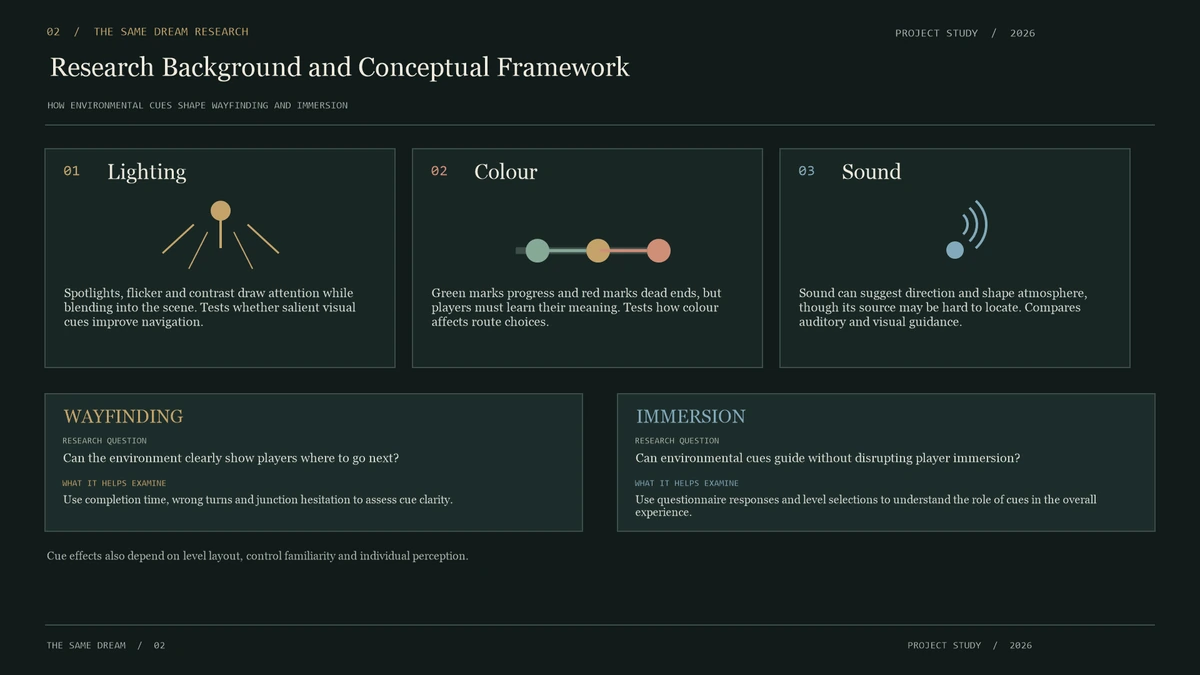 02 / THE SAME DREAM RESEARCH
PROJECT STUDY / 2026
Research Background and Conceptual Framework
HOW ENVIRONMENTAL CUES SHAPE WAYFINDING AND IMMERSION
01 Lighting
Spotlights, flicker and contrast draw attention while
blending into the scene. Tests whether salient visual
cues improve navigation.
02 Colour
Green marks progress and red marks dead ends, but
players must learn their meaning. Tests how colour
affects route choices.
03 Sound
Sound can suggest direction and shape atmosphere,
though its source may be hard to locate. Compares
auditory and visual guidance.
WAYFINDING
RESEARCH QUESTION
Can the environment clearly show players where to go next?
WHAT IT HELPS EXAMINE
Use completion time, wrong turns and junction hesitation to assess cue clarity.
IMMERSION
RESEARCH QUESTION
Can environmental cues guide without disrupting player immersion?
WHAT IT HELPS EXAMINE
Use questionnaire responses and level selections to understand the role of cues in the overall
experience.
Cue effects also depend on level layout, control familiarity and individual perception.
THE SAME DREAM / 02
PROJECT STUDY / 2026